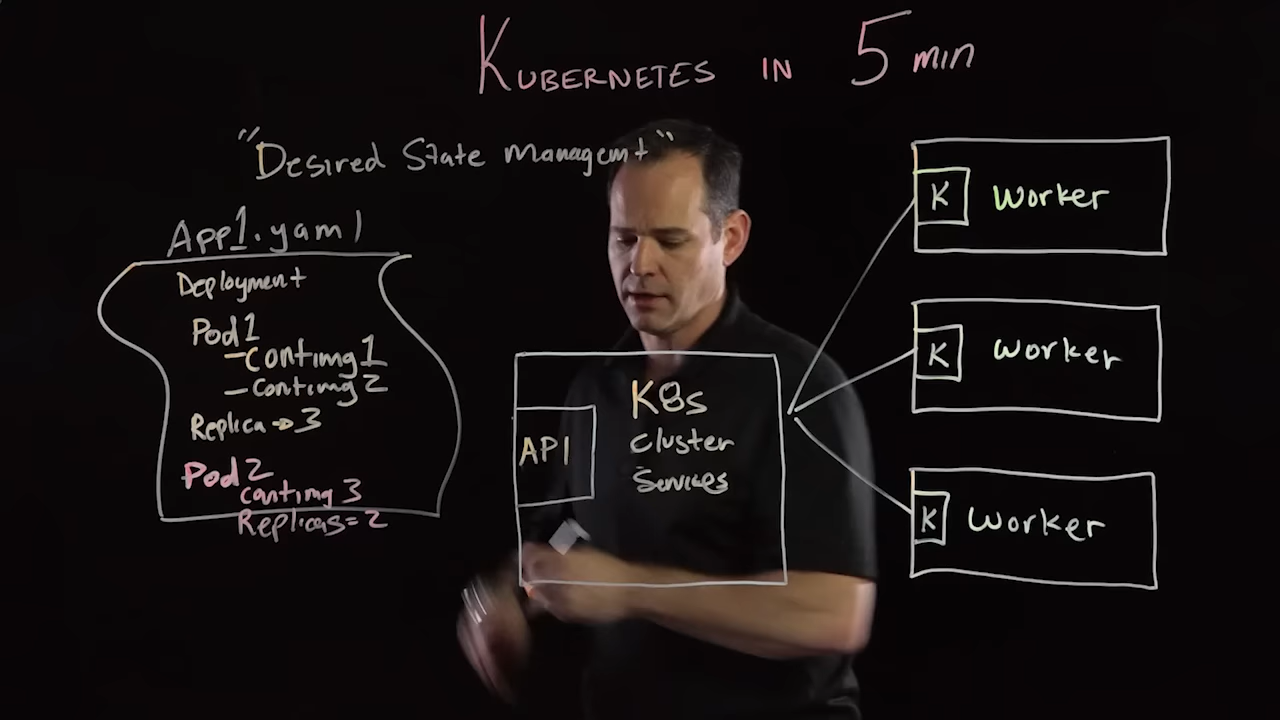 KUBERNETES IN 5 min
"Desired State Managemt"
App1.yaml
Deployment
Pod1
- Contimg1
- Contimg2
Replica → 3
Pod2
contimg3
Replicas=2
API
K8s
Cluster
Services
K Worker
K Worker
K Worker